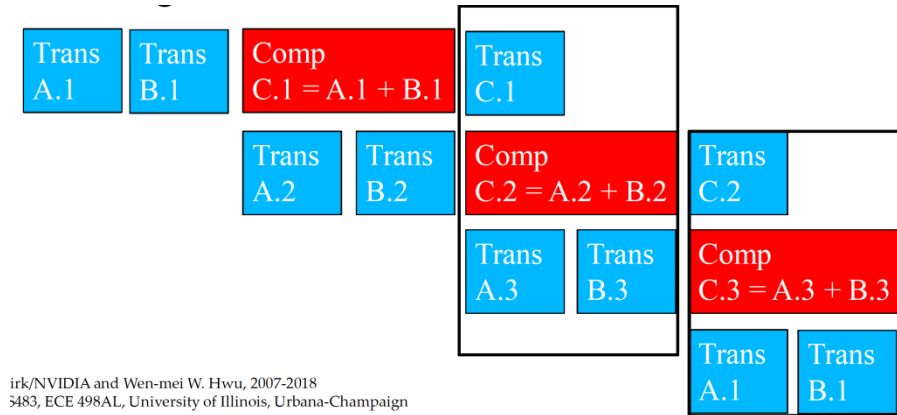 Trans
A.1
Trans
B.1
Comp
C.1 = A.1 + B.1
Trans
C.1
Trans
A.2
Trans
B.2
Comp
C.2 = A.2 + B.2
Trans
C.2
Trans
A.3
Trans
B.3
Comp
C.3 = A.3 + B.3
Trans
A.1
Trans
B.1
irk/NVIDIA and Wen-mei W. Hwu, 2007-2018
S483, ECE 498AL, University of Illinois, Urbana-Champaign